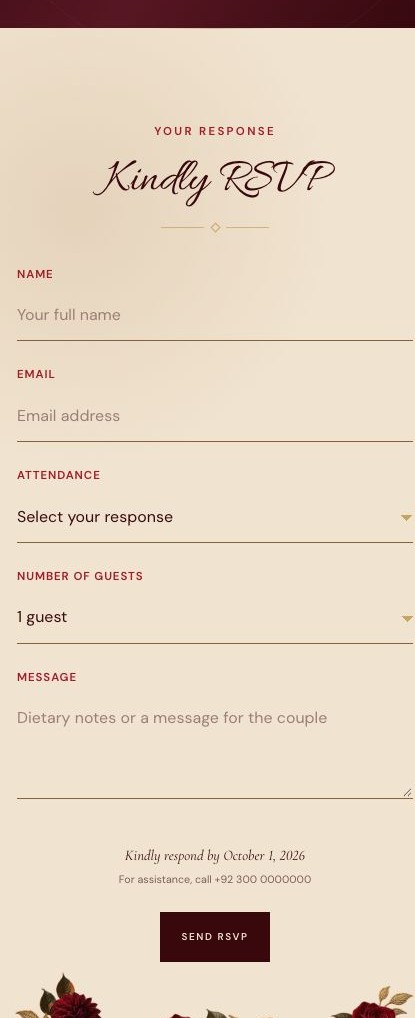 YOUR RESPONSE
Kindly RSVP
NAME
Your full name
EMAIL
Email address
ATTENDANCE
Select your response
NUMBER OF GUESTS
1 guest
MESSAGE
Dietary notes or a message for the couple
Kindly respond by October 1, 2026
For assistance, call +92 300 0000000
SEND RSVP